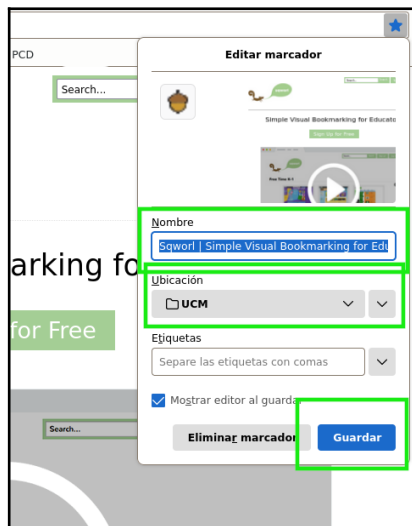 PCD
Editar marcador
Search...
Simple Visual Bookmarking for Educato
Sign Up for Free
Nombre
Sqworl | Simple Visual Bookmarking for Edu
arking fo
Ubicación
UCM
for Free
Etiquetas
Separe las etiquetas con comas
Mostrar editor al guarda
Search...
Eliminar marcador
Guardar